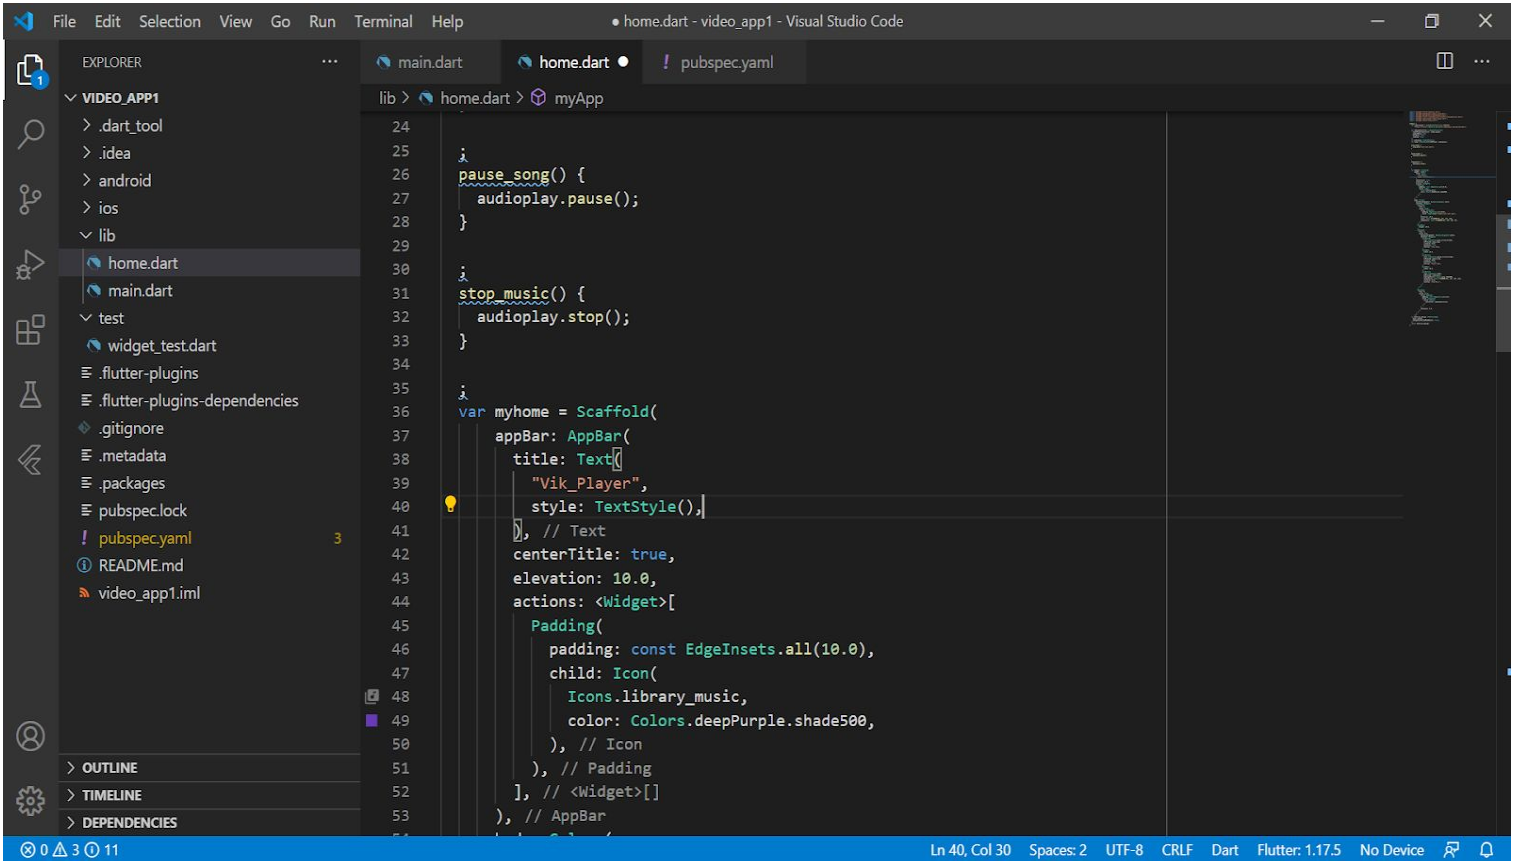 File Edit Selection View Go Run Terminal Help
● home.dart - video_app1 - Visual Studio Code
1
EXPLORER
VIDEO_APP1
.dart_tool
.idea
android
ios
lib
home.dart
main.dart
test
widget_test.dart
.flutter-plugins
.flutter-plugins-dependencies
.gitignore
.metadata
.packages
pubspec.lock
! pubspec.yaml 3
README.md
video_app1.iml
OUTLINE
TIMELINE
DEPENDENCIES
main.dart home.dart ● ! pubspec.yaml
lib > home.dart > myApp
24
25 ;
26 pause_song() {
27 audioplay.pause();
28 }
29
30 ;
31 stop_music() {
32 audioplay.stop();
33 }
34
35 ;
36 var myhome = Scaffold(
37 appBar: AppBar(
38 title: Text(
39 "Vik_Player",
40 style: TextStyle(),
41 ), // Text
42 centerTitle: true,
43 elevation: 10.0,
44 actions: <Widget>[
45 Padding(
46 padding: const EdgeInsets.all(10.0),
47 child: Icon(
48 Icons.library_music,
49 color: Colors.deepPurple.shade500,
50 ), // Icon
51 ), // Padding
52 ], // <Widget>[]
53 ), // AppBar
0 3 11
Ln 40, Col 30 Spaces: 2 UTF-8 CRLF Dart Flutter: 1.17.5 No Device